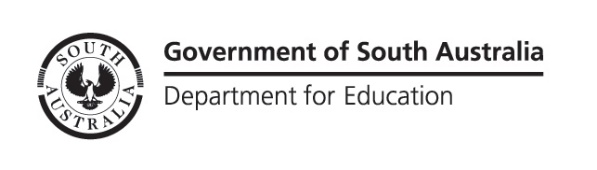 SOUTH
AUSTRALIA
Government of South Australia
Department for Education